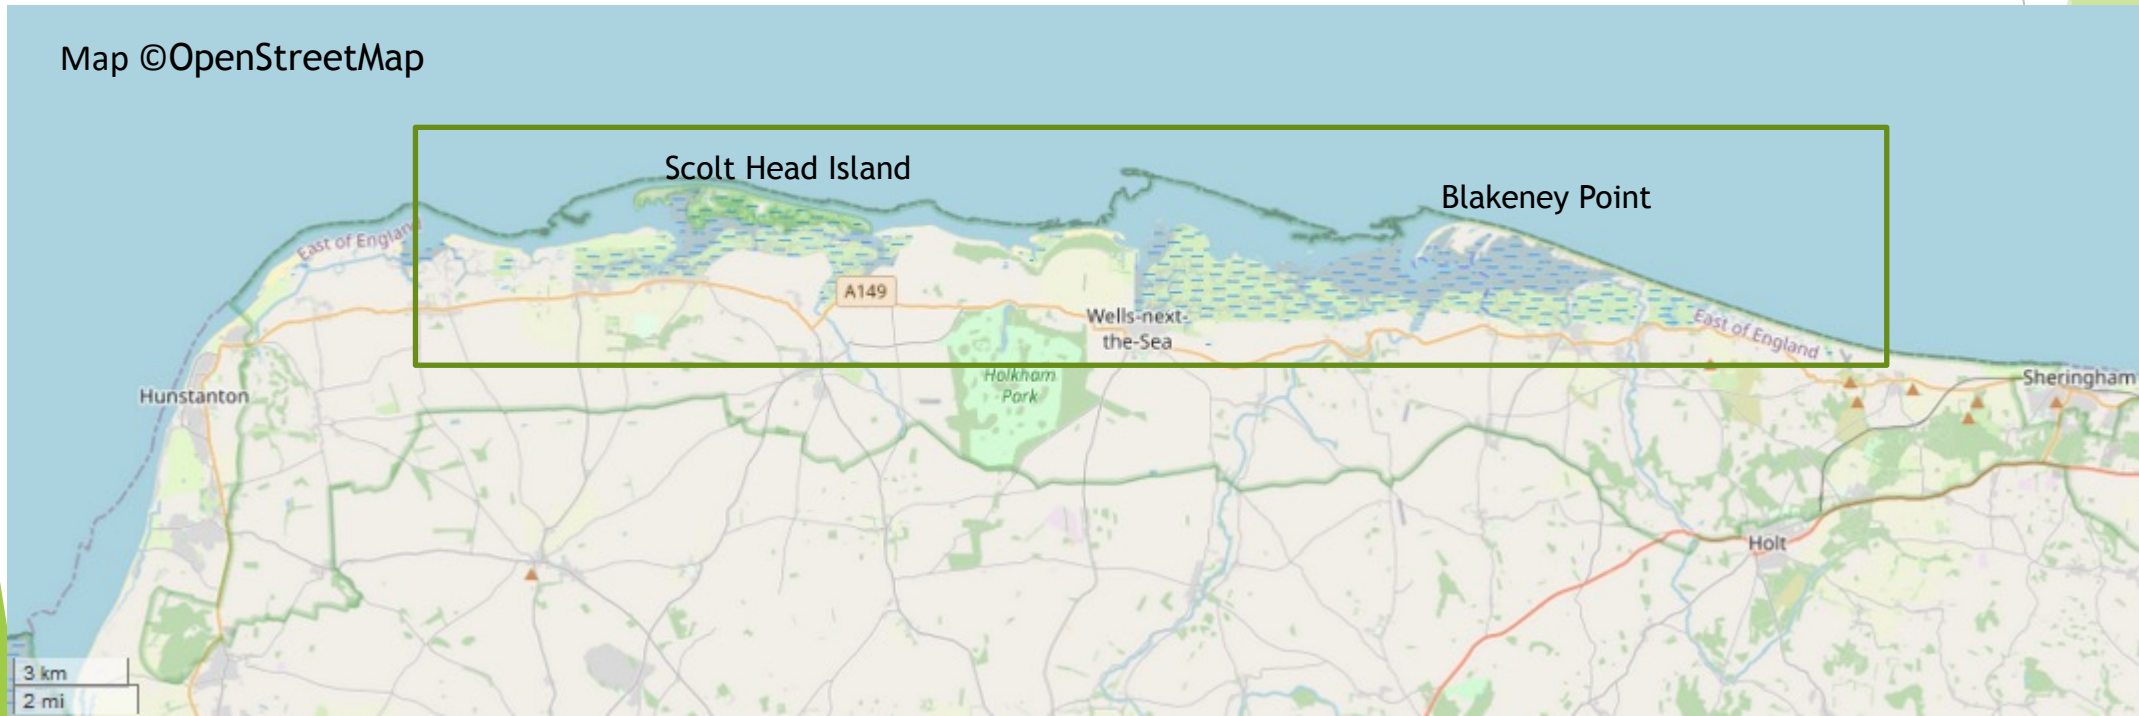 Map ©OpenStreetMap
Scolt Head Island
Blakeney Point
East of England
A149
Wells-next-
the-Sea
East of England
Holkham
Park
Hunstanton
Sheringham
Holt
3 km
2 mi